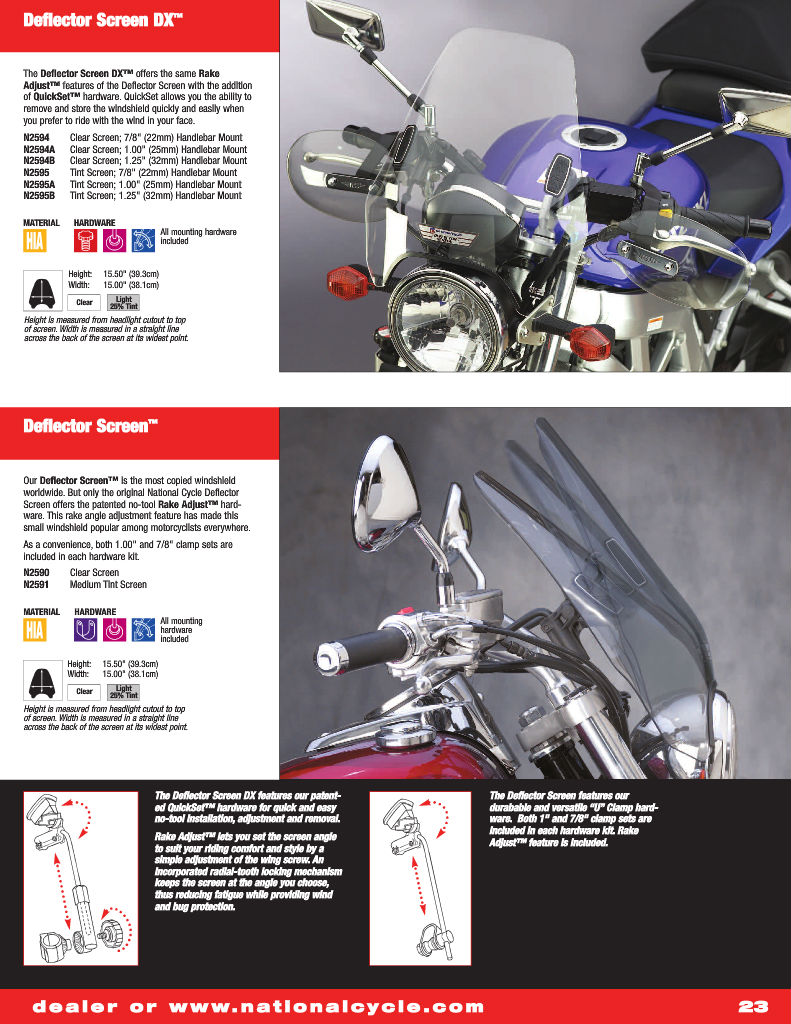 Deflector Screen DX™
The Deflector Screen DX™ offers the same Rake
Adjust™ features of the Deflector Screen with the addition
of QuickSet™ hardware. QuickSet allows you the ability to
remove and store the windshield quickly and easily when
you prefer to ride with the wind in your face.
N2594 Clear Screen; 7/8" (22mm) Handlebar Mount
N2594A Clear Screen; 1.00" (25mm) Handlebar Mount
N2594B Clear Screen; 1.25" (32mm) Handlebar Mount
N2595 Tint Screen; 7/8" (22mm) Handlebar Mount
N2595A Tint Screen; 1.00" (25mm) Handlebar Mount
N2595B Tint Screen; 1.25" (32mm) Handlebar Mount
MATERIAL HARDWARE
HIA
All mounting hardware
included
Height: 15.50" (39.3cm)
Width: 15.00" (38.1cm)
Clear
Light
25% Tint
Height is measured from headlight cutout to top
of screen. Width is measured in a straight line
across the back of the screen at its widest point.
Deflector Screen™
Our Deflector Screen™ is the most copied windshield
worldwide. But only the original National Cycle Deflector
Screen offers the patented no-tool Rake Adjust™ hard-
ware. This rake angle adjustment feature has made this
small windshield popular among motorcyclists everywhere.
As a convenience, both 1.00" and 7/8" clamp sets are
included in each hardware kit.
N2590 Clear Screen
N2591 Medium Tint Screen
MATERIAL HARDWARE
HIA
All mounting
hardware
included
Height: 15.50" (39.3cm)
Width: 15.00" (38.1cm)
Clear
Light
25% Tint
Height is measured from headlight cutout to top
of screen. Width is measured in a straight line
across the back of the screen at its widest point.
The Deflector Screen DX features our patent-
ed QuickSet™ hardware for quick and easy
no-tool installation, adjustment and removal.
Rake Adjust™ lets you set the screen angle
to suit your riding comfort and style by a
simple adjustment of the wing screw. An
incorporated radial-tooth locking mechanism
keeps the screen at the angle you choose,
thus reducing fatigue while providing wind
and bug protection.
The Deflector Screen features our
durabable and versatile “U” Clamp hard-
ware. Both 1" and 7/8" clamp sets are
included in each hardware kit. Rake
Adjust™ feature is included.
dealer or www.nationalcycle.com
23